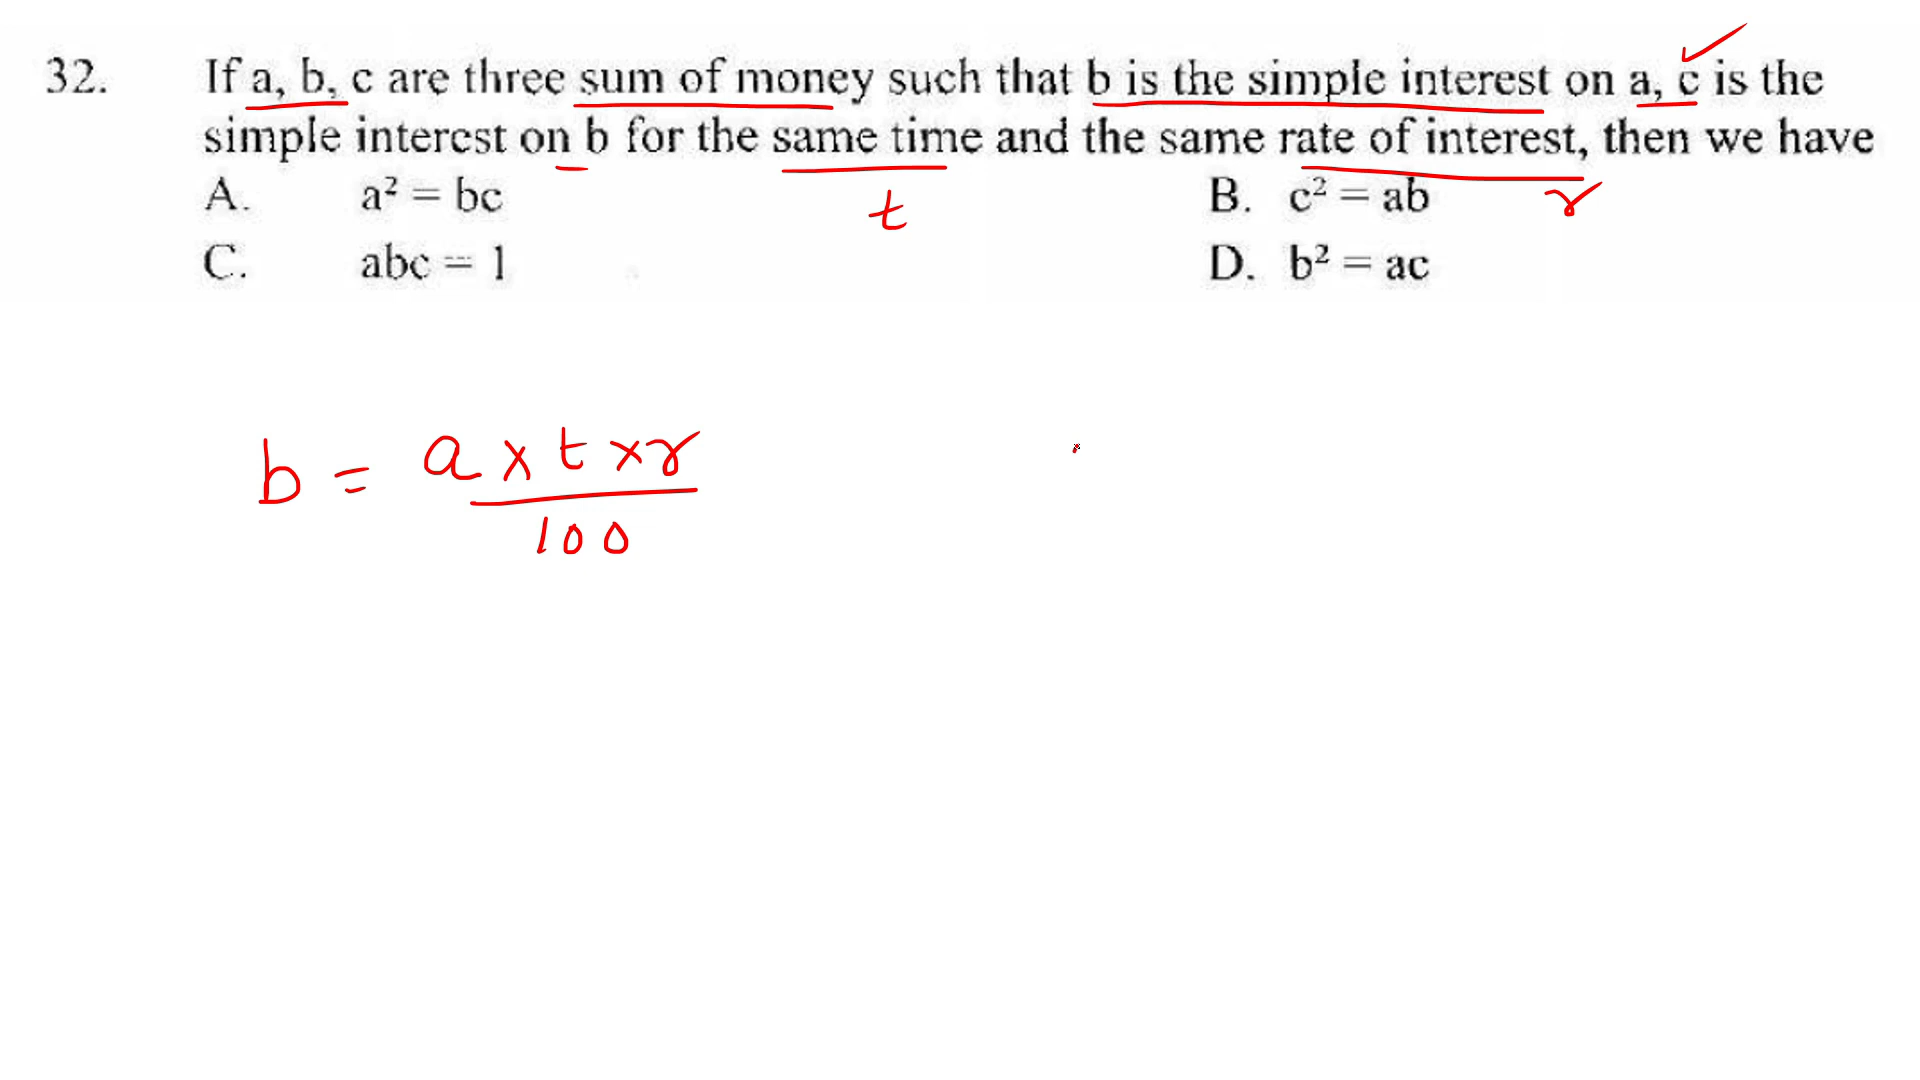 32. If a, b, c are three sum of money such that b is the simple interest on a, c is the
simple interest on b for the same time and the same rate of interest, then we have
A. a² = bc B. c² = ab
t r
C. abc = 1 D. b² = ac
b = a × t × r
100